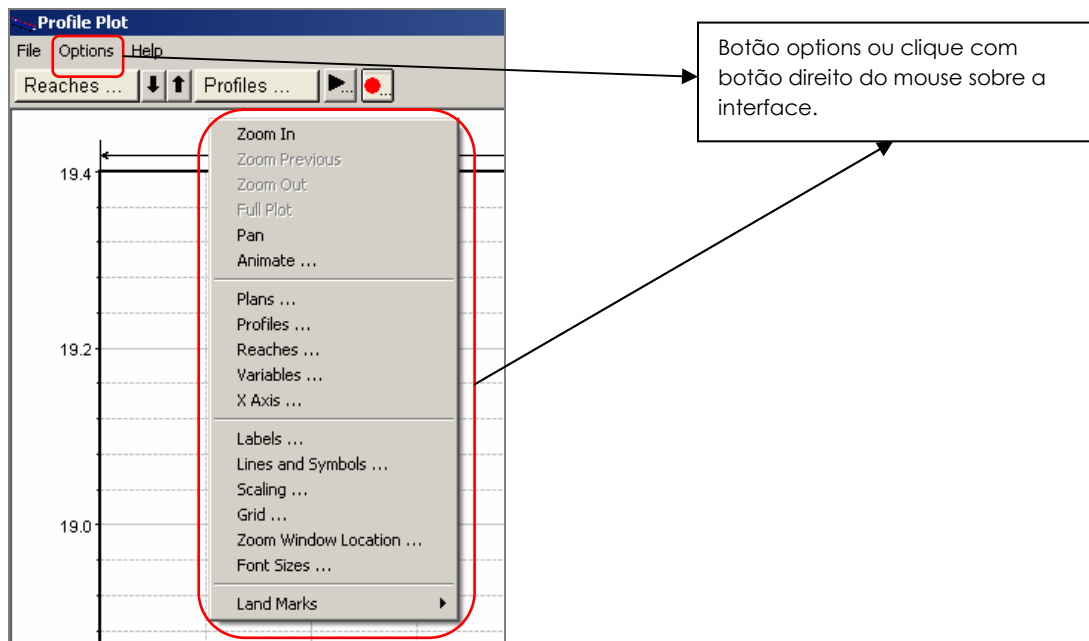 Profile Plot
File Options Help
Reaches ... Profiles ...
Botão options ou clique com
botão direito do mouse sobre a
interface.
Zoom In
Zoom Previous
Zoom Out
Full Plot
Pan
Animate ...
Plans ...
Profiles ...
Reaches ...
Variables ...
X Axis ...
Labels ...
Lines and Symbols ...
Scaling ...
Grid ...
Zoom Window Location ...
Font Sizes ...
Land Marks
19.4
19.2
19.0